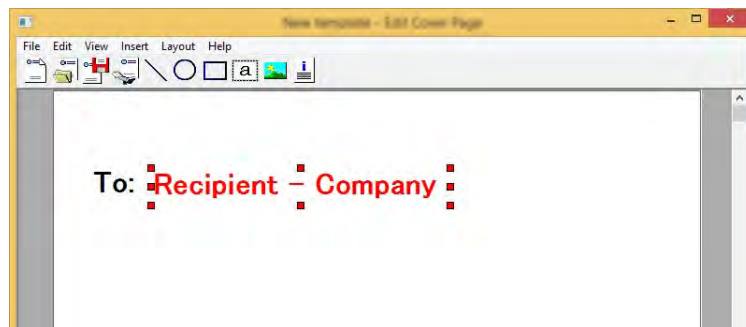 New template - Edit Cover Page
File Edit View Insert Layout Help
a i
To: Recipient - Company